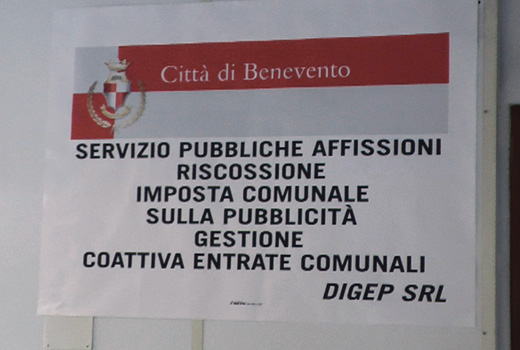 Città di Benevento
SERVIZIO PUBBLICHE AFFISSIONI
RISCOSSIONE
IMPOSTA COMUNALE
SULLA PUBBLICITÀ
GESTIONE
COATTIVA ENTRATE COMUNALI
DIGEP SRL